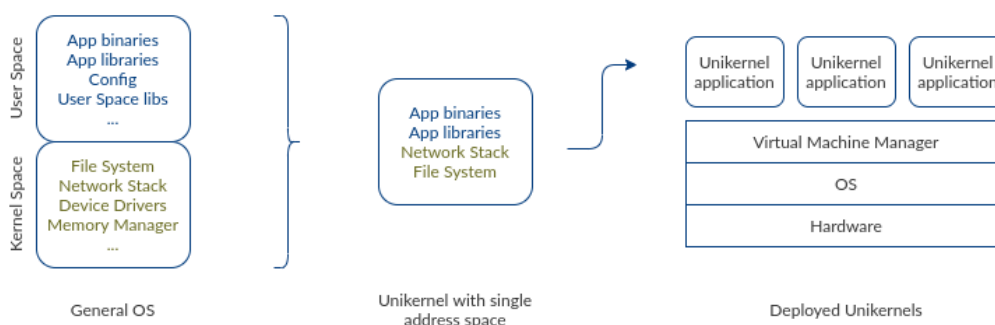 User Space
App binaries
App libraries
Config
User Space libs
...
Kernel Space
File System
Network Stack
Device Drivers
Memory Manager
...
General OS
App binaries
App libraries
Network Stack
File System
Unikernel with single
address space
Unikernel
application
Unikernel
application
Unikernel
application
Virtual Machine Manager
OS
Hardware
Deployed Unikernels